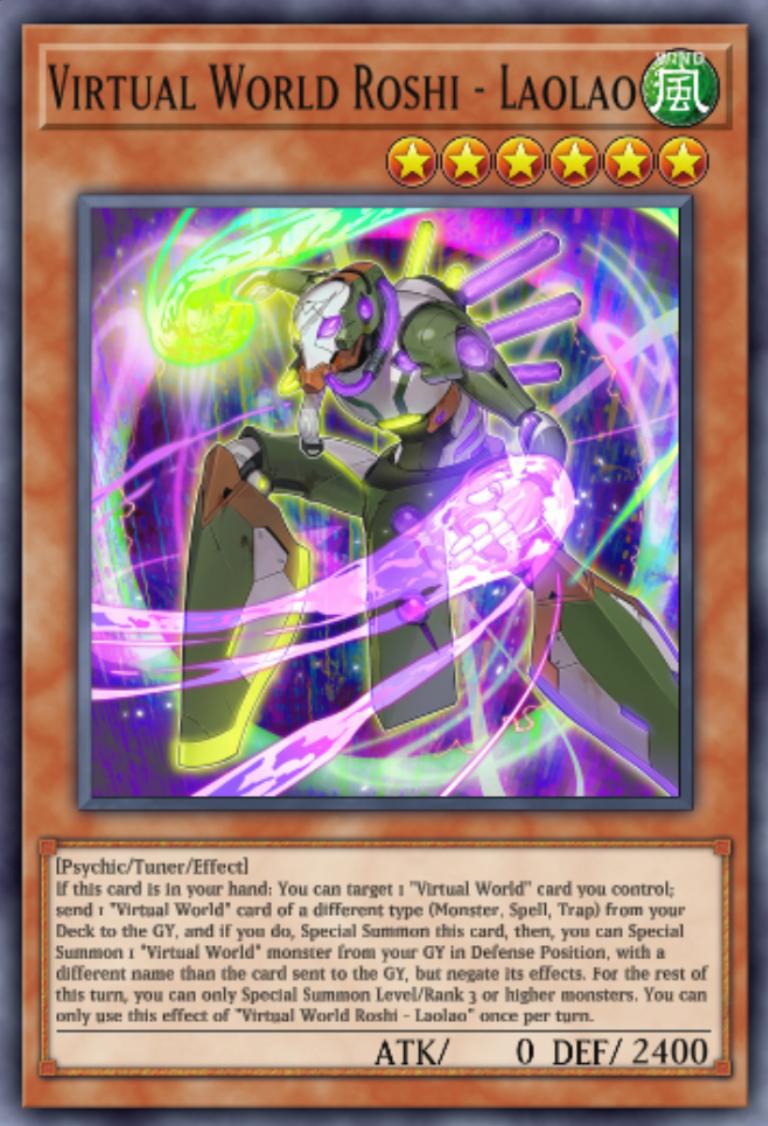 Virtual World Roshi - Laolao
WIND
風
[Psychic/Tuner/Effect]
If this card is in your hand: You can target 1 "Virtual World" card you control;
send 1 "Virtual World" card of a different type (Monster, Spell, Trap) from your
Deck to the GY, and if you do, Special Summon this card, then, you can Special
Summon 1 "Virtual World" monster from your GY in Defense Position, with a
different name than the card sent to the GY, but negate its effects. For the rest of
this turn, you can only Special Summon Level/Rank 3 or higher monsters. You can
only use this effect of "Virtual World Roshi - Laolao" once per turn.
ATK/ 0 DEF/ 2400